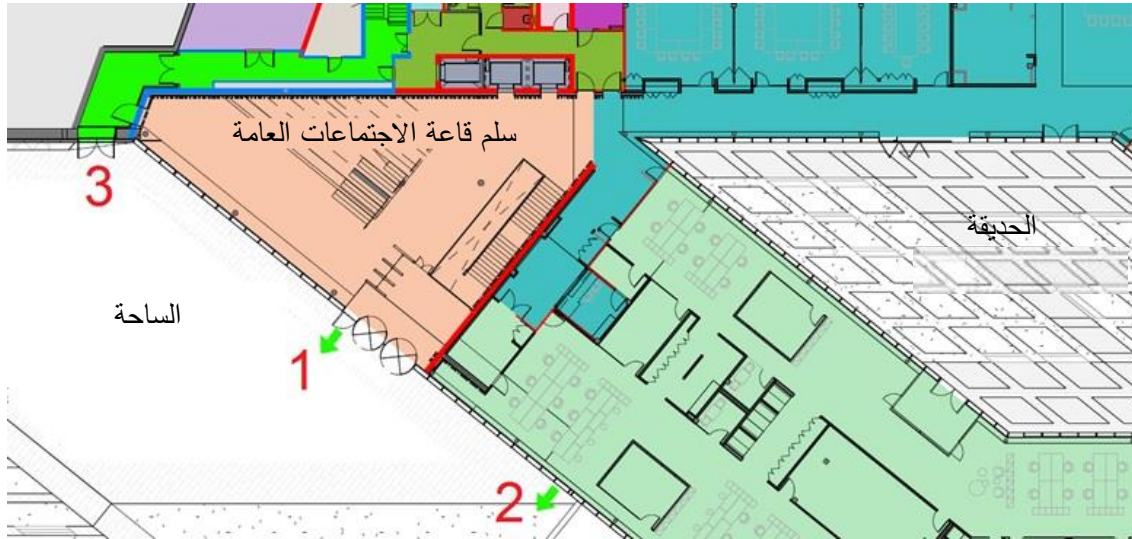 سلم قاعة الاجتماعات العامة
3
الحديقة
الساحة
1
2